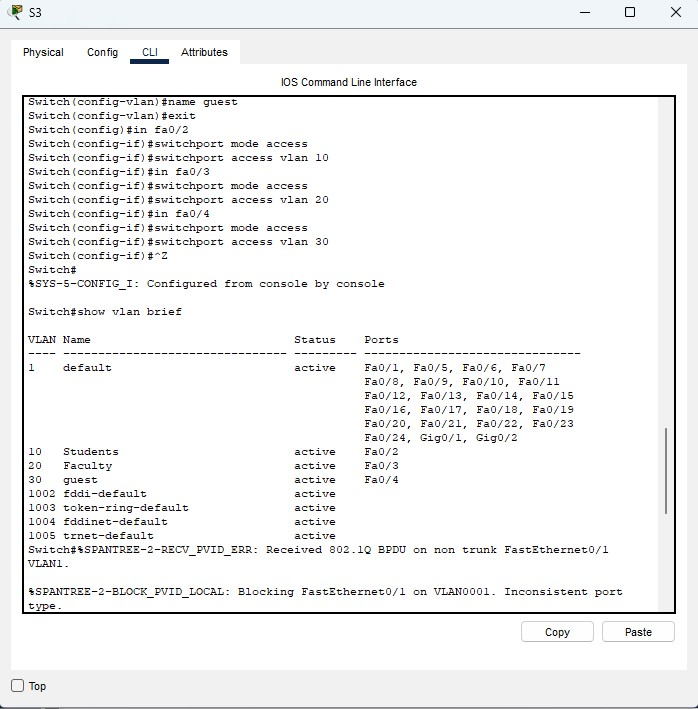 S3
Physical Config CLI Attributes
IOS Command Line Interface
Switch(config-vlan)#name guest
Switch(config-vlan)#exit
Switch(config)#in fa0/2
Switch(config-if)#switchport mode access
Switch(config-if)#switchport access vlan 10
Switch(config-if)#in fa0/3
Switch(config-if)#switchport mode access
Switch(config-if)#switchport access vlan 20
Switch(config-if)#in fa0/4
Switch(config-if)#switchport mode access
Switch(config-if)#switchport access vlan 30
Switch(config-if)#^Z
Switch#
%SYS-5-CONFIG_I: Configured from console by console
Switch#show vlan brief
VLAN Name Status Ports
---- -------------------------------- --------- -------------------------------
1 default active Fa0/1, Fa0/5, Fa0/6, Fa0/7
Fa0/8, Fa0/9, Fa0/10, Fa0/11
Fa0/12, Fa0/13, Fa0/14, Fa0/15
Fa0/16, Fa0/17, Fa0/18, Fa0/19
Fa0/20, Fa0/21, Fa0/22, Fa0/23
Fa0/24, Gig0/1, Gig0/2
10 Students active Fa0/2
20 Faculty active Fa0/3
30 guest active Fa0/4
1002 fddi-default active
1003 token-ring-default active
1004 fddinet-default active
1005 trnet-default active
Switch#%SPANTREE-2-RECV_PVID_ERR: Received 802.1Q BPDU on non trunk FastEthernet0/1
VLAN1.
%SPANTREE-2-BLOCK_PVID_LOCAL: Blocking FastEthernet0/1 on VLAN0001. Inconsistent port
type.
Copy Paste
Top